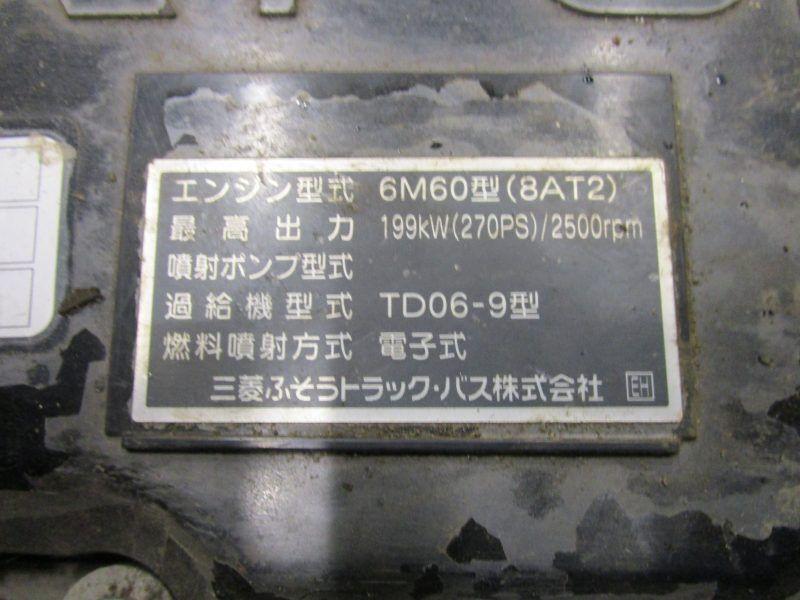 エンジン型式 6M60型(8AT2)
最高出力 199kW(270PS)/2500rpm
噴射ポンプ型式
過給機型式 TD06-9型
燃料噴射方式 電子式
三菱ふそうトラック・バス株式会社 EH